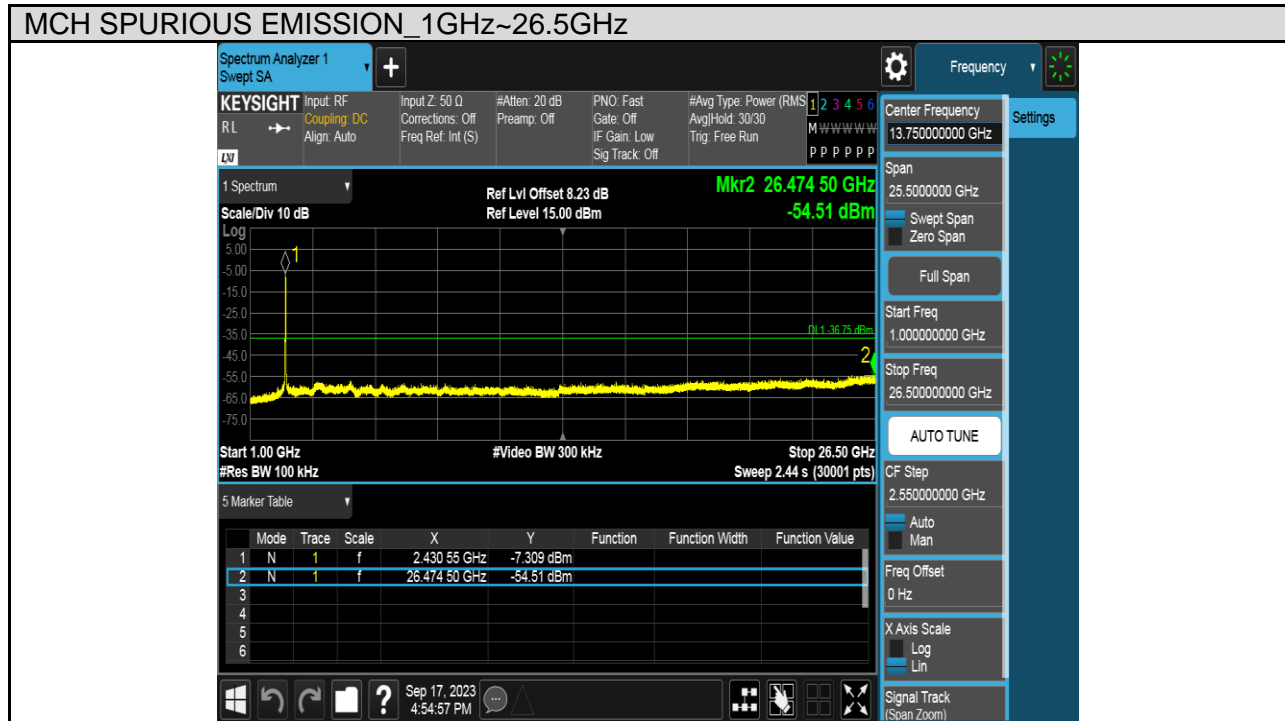 MCH SPURIOUS EMISSION_1GHz~26.5GHz
Spectrum Analyzer 1
Swept SA
+
Frequency
KEYSIGHT
RL
LXI
Input: RF
Coupling: DC
Align: Auto
Input Z: 50 Ω
Corrections: Off
Freq Ref: Int (S)
#Atten: 20 dB
Preamp: Off
PNO: Fast
Gate: Off
IF Gain: Low
Sig Track: Off
#Avg Type: Power (RMS
Avg|Hold: 30/30
Trig: Free Run
1 2 3 4 5 6
M W W W W W
P P P P P P
Center Frequency
13.750000000 GHz
Settings
Span
25.5000000 GHz
Swept Span
Zero Span
Full Span
Start Freq
1.000000000 GHz
Stop Freq
26.500000000 GHz
AUTO TUNE
CF Step
2.550000000 GHz
Auto
Man
Freq Offset
0 Hz
X Axis Scale
Log
Lin
Signal Track
(Span Zoom)
1 Spectrum
Scale/Div 10 dB
Ref Lvl Offset 8.23 dB
Ref Level 15.00 dBm
Mkr2 26.474 50 GHz
-54.51 dBm
Log
5.00
-5.00
-15.0
-25.0
-35.0
-45.0
-55.0
-65.0
-75.0
1
DL1 -36.75 dBm
2
Start 1.00 GHz
#Res BW 100 kHz
#Video BW 300 kHz
Stop 26.50 GHz
Sweep 2.44 s (30001 pts)
5 Marker Table
Mode Trace Scale X Y Function Function Width Function Value
1 N 1 f 2.430 55 GHz -7.309 dBm
2 N 1 f 26.474 50 GHz -54.51 dBm
3
4
5
6
?
Sep 17, 2023
4:54:57 PM